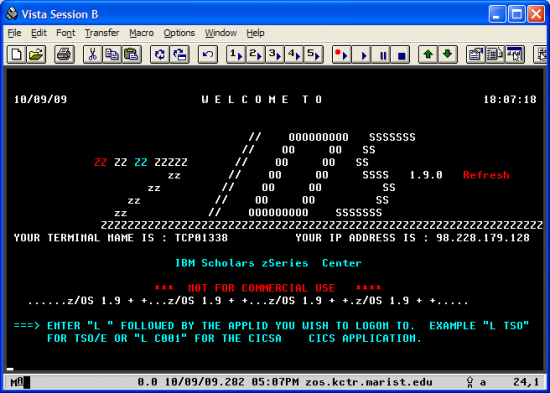 Vista Session B
File Edit Font Transfer Macro Options Window Help
1 2 3 4 5
10/09/09 W E L C O M E T O 18:07:18
// OOOOOOOOO SSSSSSS
// OO OO SS
ZZ ZZ ZZ ZZZZZ // OO OO SS
zz // OO OO SSSS 1.9.0 Refresh
zz // OO OO SS
zz // OO OO SS
zz // OOOOOOOOO SSSSSSS
YOUR TERMINAL NAME IS : TCP01338 YOUR IP ADDRESS IS : 98.228.179.128
IBM Scholars zSeries Center
*** NOT FOR COMMERCIAL USE ****
......z/OS 1.9 + +...z/OS 1.9 + +...z/OS 1.9 + +.z/OS 1.9 + +.....
===> ENTER "L " FOLLOWED BY THE APPLID YOU WISH TO LOGON TO. EXAMPLE "L TSO"
FOR TSO/E OR "L C001" FOR THE CICSA CICS APPLICATION.
0.0 10/09/09.282 05:07PM zos.kctr.marist.edu a 24,1